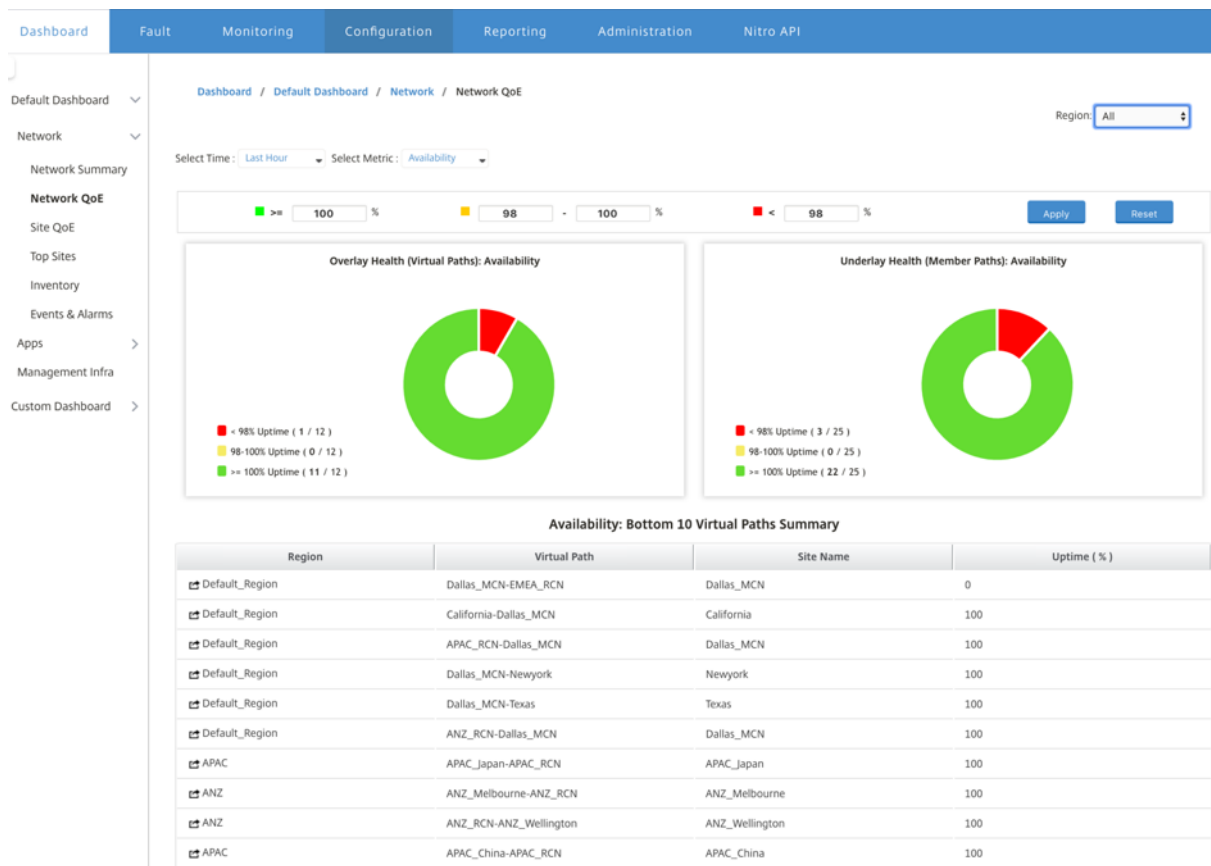 Dashboard Fault Monitoring Configuration Reporting Administration Nitro API
Dashboard / Default Dashboard / Network / Network QoE
Region: All
Default Dashboard
Network
Network Summary
Network QoE
Site QoE
Top Sites
Inventory
Events & Alarms
Apps
Management Infra
Custom Dashboard
Select Time : Last Hour Select Metric : Availability
>= 100 % 98 - 100 % < 98 % Apply Reset
Overlay Health (Virtual Paths): Availability
< 98% Uptime ( 1 / 12 )
98-100% Uptime ( 0 / 12 )
>= 100% Uptime ( 11 / 12 )
Underlay Health (Member Paths): Availability
< 98% Uptime ( 3 / 25 )
98-100% Uptime ( 0 / 25 )
>= 100% Uptime ( 22 / 25 )
Availability: Bottom 10 Virtual Paths Summary
Region Virtual Path Site Name Uptime ( % )
Default_Region Dallas_MCN-EMEA_RCN Dallas_MCN 0
Default_Region California-Dallas_MCN California 100
Default_Region APAC_RCN-Dallas_MCN Dallas_MCN 100
Default_Region Dallas_MCN-Newyork Newyork 100
Default_Region Dallas_MCN-Texas Texas 100
Default_Region ANZ_RCN-Dallas_MCN Dallas_MCN 100
APAC APAC_Japan-APAC_RCN APAC_Japan 100
ANZ ANZ_Melbourne-ANZ_RCN ANZ_Melbourne 100
ANZ ANZ_RCN-ANZ_Wellington ANZ_Wellington 100
APAC APAC_China-APAC_RCN APAC_China 100